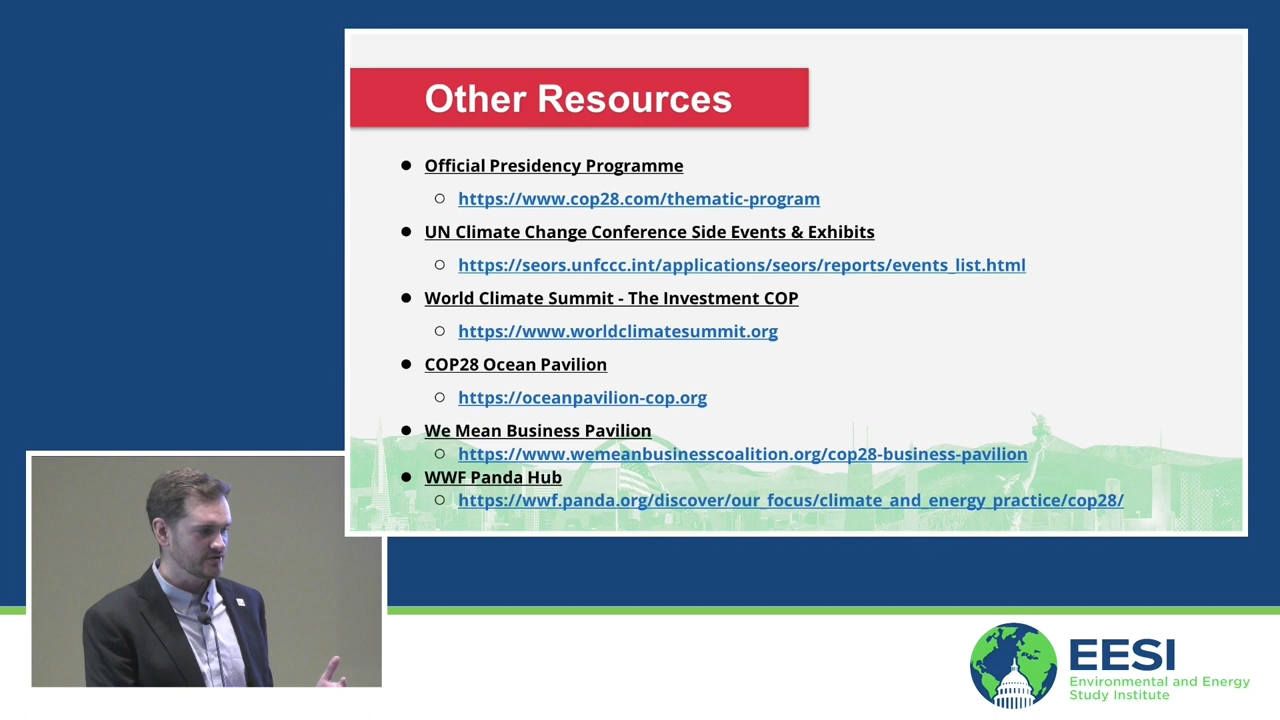 Other Resources
Official Presidency Programme
https://www.cop28.com/thematic-program
UN Climate Change Conference Side Events & Exhibits
https://seors.unfccc.int/applications/seors/reports/events_list.html
World Climate Summit - The Investment COP
https://www.worldclimatesummit.org
COP28 Ocean Pavilion
https://oceanpavilion-cop.org
We Mean Business Pavilion
https://www.wemeanbusinesscoalition.org/cop28-business-pavilion
WWF Panda Hub
https://wwf.panda.org/discover/our_focus/climate_and_energy_practice/cop28/
EESI
Environmental and Energy
Study Institute